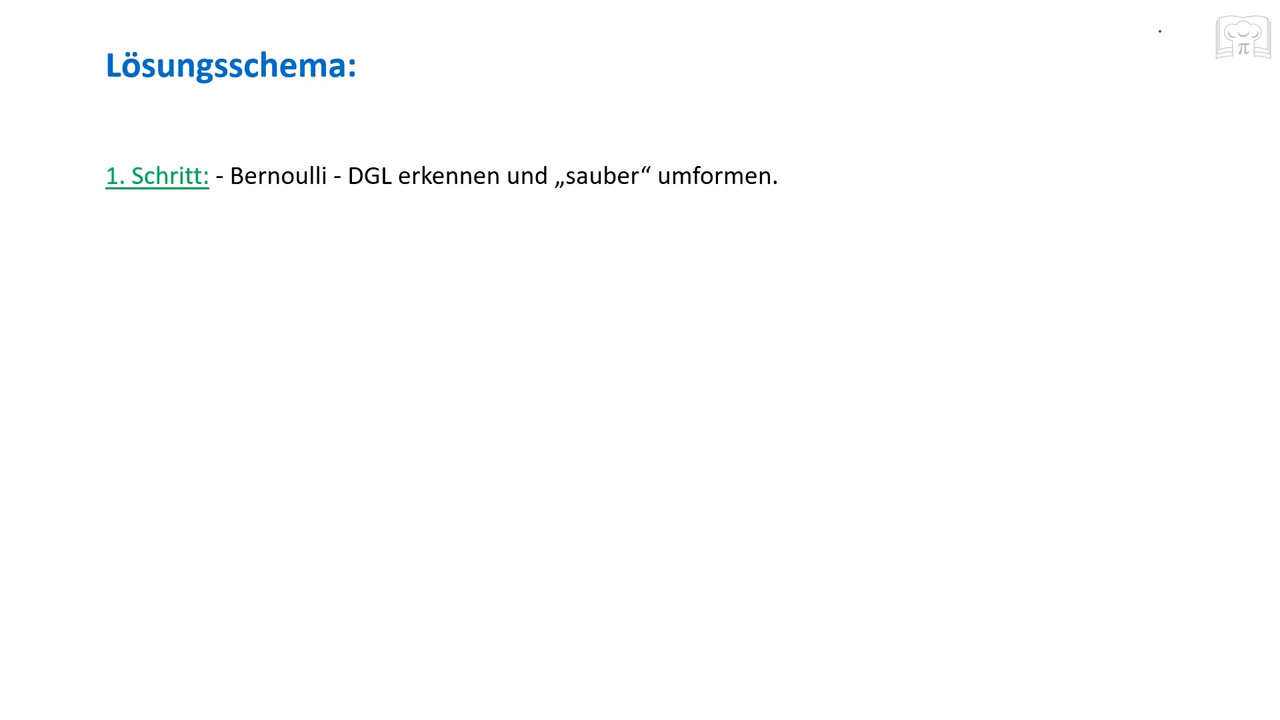 Lösungsschema:
1. Schritt: - Bernoulli - DGL erkennen und „sauber“ umformen.
π